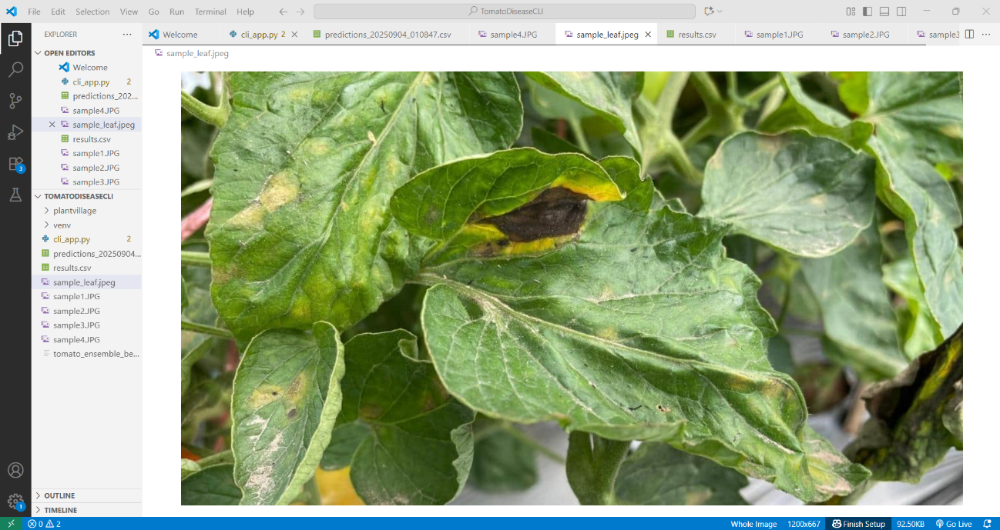 File Edit Selection View Go Run Terminal Help
TomatoDiseaseCLI
EXPLORER
Welcome
cli_app.py 2
predictions_20250904_010847.csv
sample4.JPG
sample_leaf.jpeg
results.csv
sample1.JPG
sample2.JPG
sample3
sample_leaf.jpeg
OPEN EDITORS
Welcome
cli_app.py 2
predictions_202...
sample4.JPG
sample_leaf.jpeg
results.csv
sample1.JPG
sample2.JPG
sample3.JPG
TOMATODISEASECLI
plantvillage
venv
cli_app.py 2
predictions_20250904...
results.csv
sample_leaf.jpeg
sample1.JPG
sample2.JPG
sample3.JPG
sample4.JPG
tomato_ensemble_be...
3
OUTLINE
TIMELINE
1
0 2
Whole Image 1200x667 Finish Setup 92.50KB Go Live